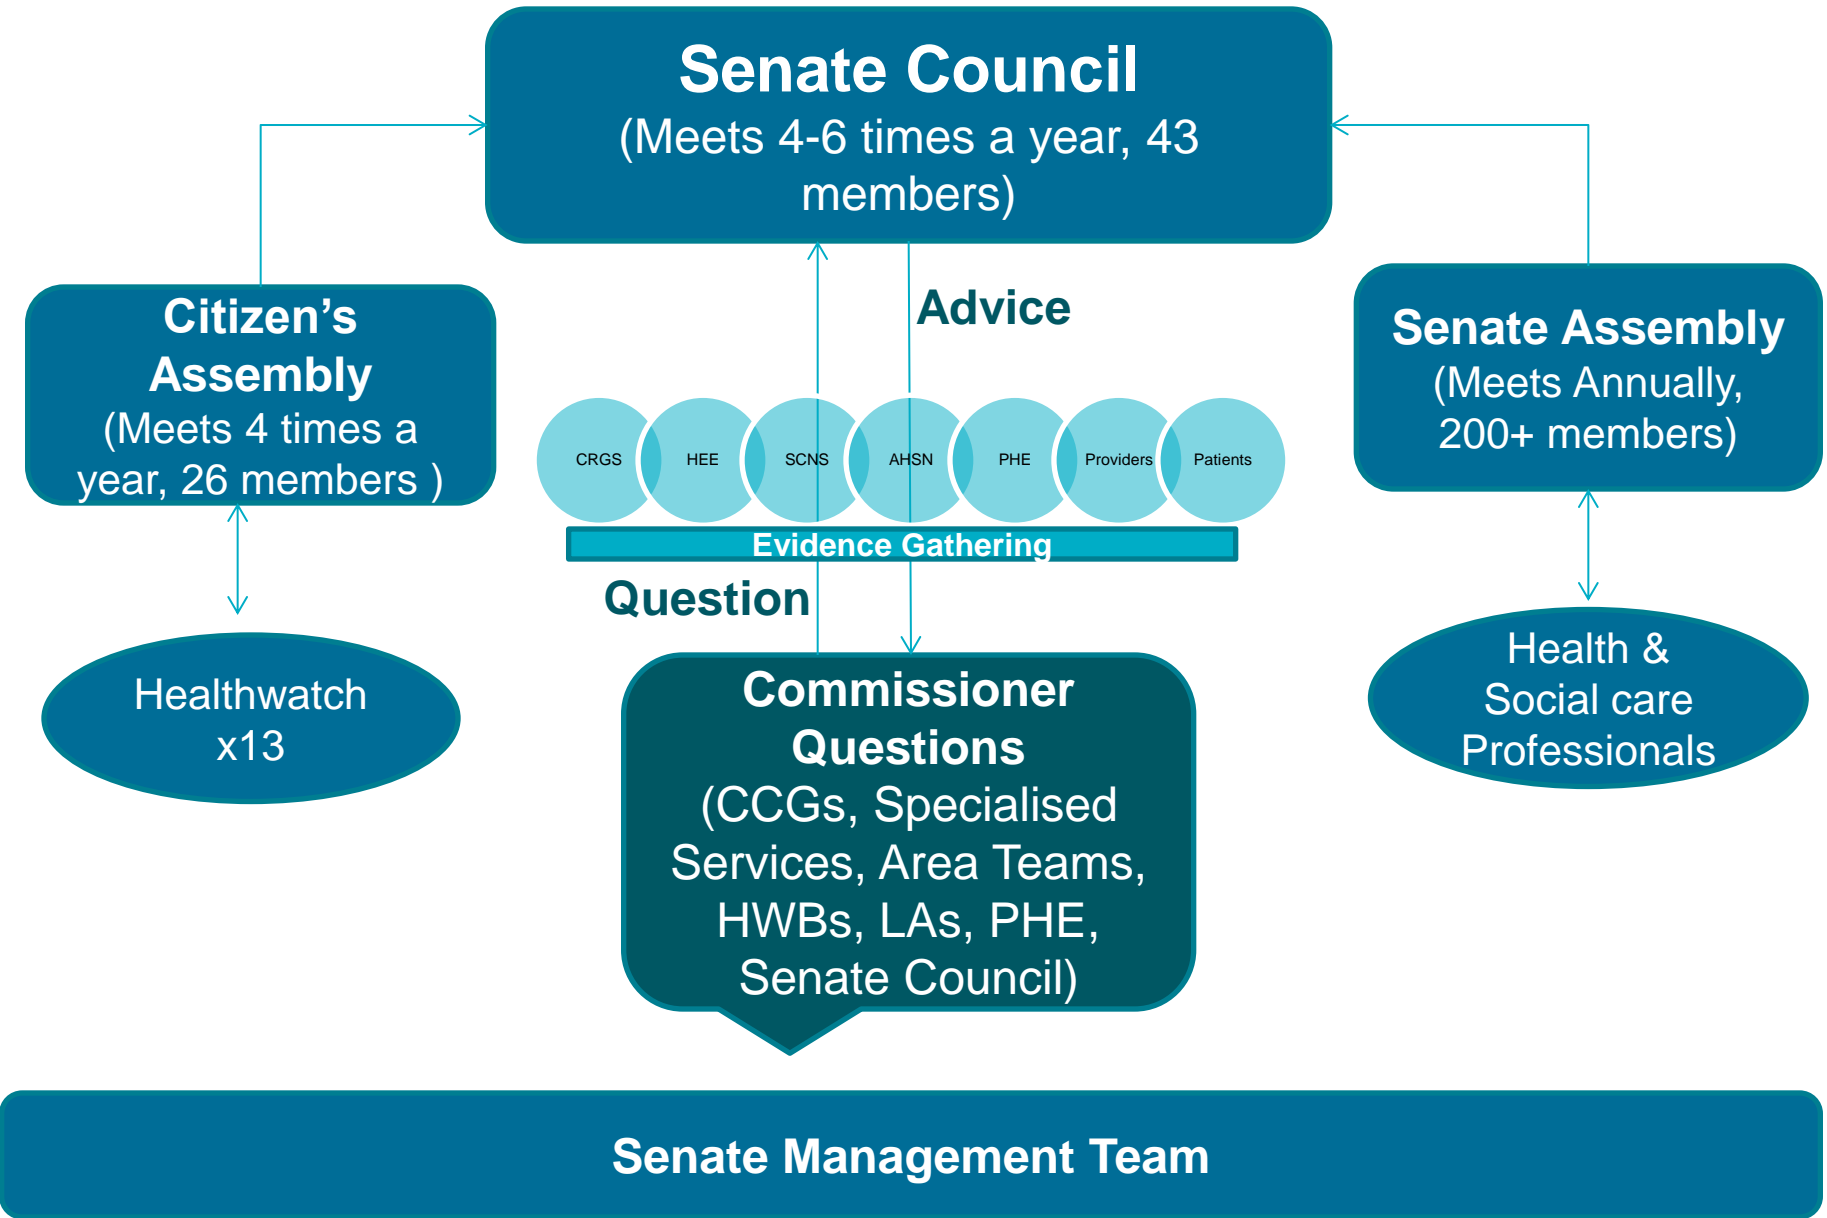 Senate Council
(Meets 4-6 times a year, 43
members)
Citizen’s
Assembly
(Meets 4 times a
year, 26 members )
Advice
Senate Assembly
(Meets Annually,
200+ members)
CRGS
HEE
SCNS
AHSN
PHE
Providers
Patients
Evidence Gathering
Question
Healthwatch
x13
Commissioner
Questions
(CCGs, Specialised
Services, Area Teams,
HWBs, LAs, PHE,
Senate Council)
Health &
Social care
Professionals
Senate Management Team